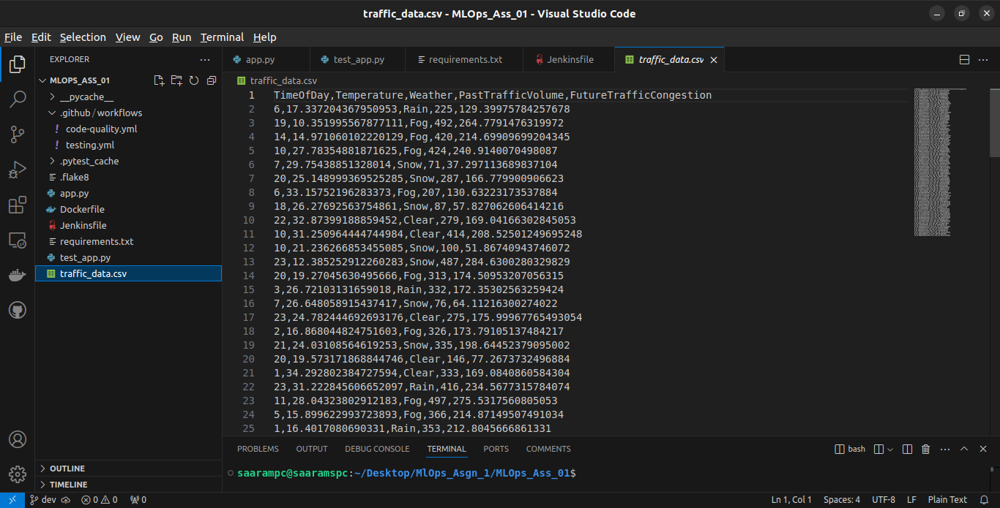 traffic_data.csv - MLOps_Ass_01 - Visual Studio Code
File Edit Selection View Go Run Terminal Help
EXPLORER
MLOPS_ASS_01
__pycache__
.github/workflows
code-quality.yml
testing.yml
.pytest_cache
.flake8
app.py
Dockerfile
Jenkinsfile
requirements.txt
test_app.py
traffic_data.csv
OUTLINE
TIMELINE
app.py test_app.py requirements.txt Jenkinsfile traffic_data.csv
traffic_data.csv
1 TimeOfDay,Temperature,Weather,PastTrafficVolume,FutureTrafficCongestion
2 6,17.337204367950953,Rain,225,129.39975784257678
3 19,10.351995567877111,Fog,492,264.7791476319972
4 14,14.971060102220129,Fog,420,214.69909699204345
5 10,27.78354881871625,Fog,424,240.9140070498087
6 7,29.75438851328014,Snow,71,37.297113689837104
7 20,25.148999369525285,Snow,287,166.779900906623
8 6,33.15752196283373,Fog,207,130.63223173537884
9 18,26.27692563754861,Snow,87,57.827062606414216
10 22,32.87399188859452,Clear,279,169.04166302845053
11 10,31.250964444744984,Clear,414,208.52501249695248
12 10,21.236266853455085,Snow,100,51.86740943746072
13 23,12.385252912260283,Snow,487,284.6300280329829
14 20,19.27045630495666,Fog,313,174.50953207056315
15 3,26.72103131659018,Rain,332,172.35302563259424
16 7,26.648058915437417,Snow,76,64.11216300274022
17 23,24.782444692693176,Clear,275,175.99967765493054
18 2,16.868044824751603,Fog,326,173.79105137484217
19 21,24.03108564619253,Snow,335,198.64452379095002
20 20,19.573171868844746,Clear,146,77.2673732496884
21 1,34.292802384727594,Clear,333,169.0840860584304
22 23,31.222845606652097,Rain,416,234.5677315784074
23 11,28.04323802912183,Fog,497,275.5317560805053
24 5,15.899622993723893,Fog,366,214.87149507491034
25 1,16.4017080690331,Rain,353,212.8045666861331
PROBLEMS OUTPUT DEBUG CONSOLE TERMINAL PORTS COMMENTS bash
saarampc@saaramspc:~/Desktop/MlOps_Asgn_1/MLOps_Ass_01$
dev 0 0 0 Ln 1, Col 1 Spaces: 4 UTF-8 LF Plain Text